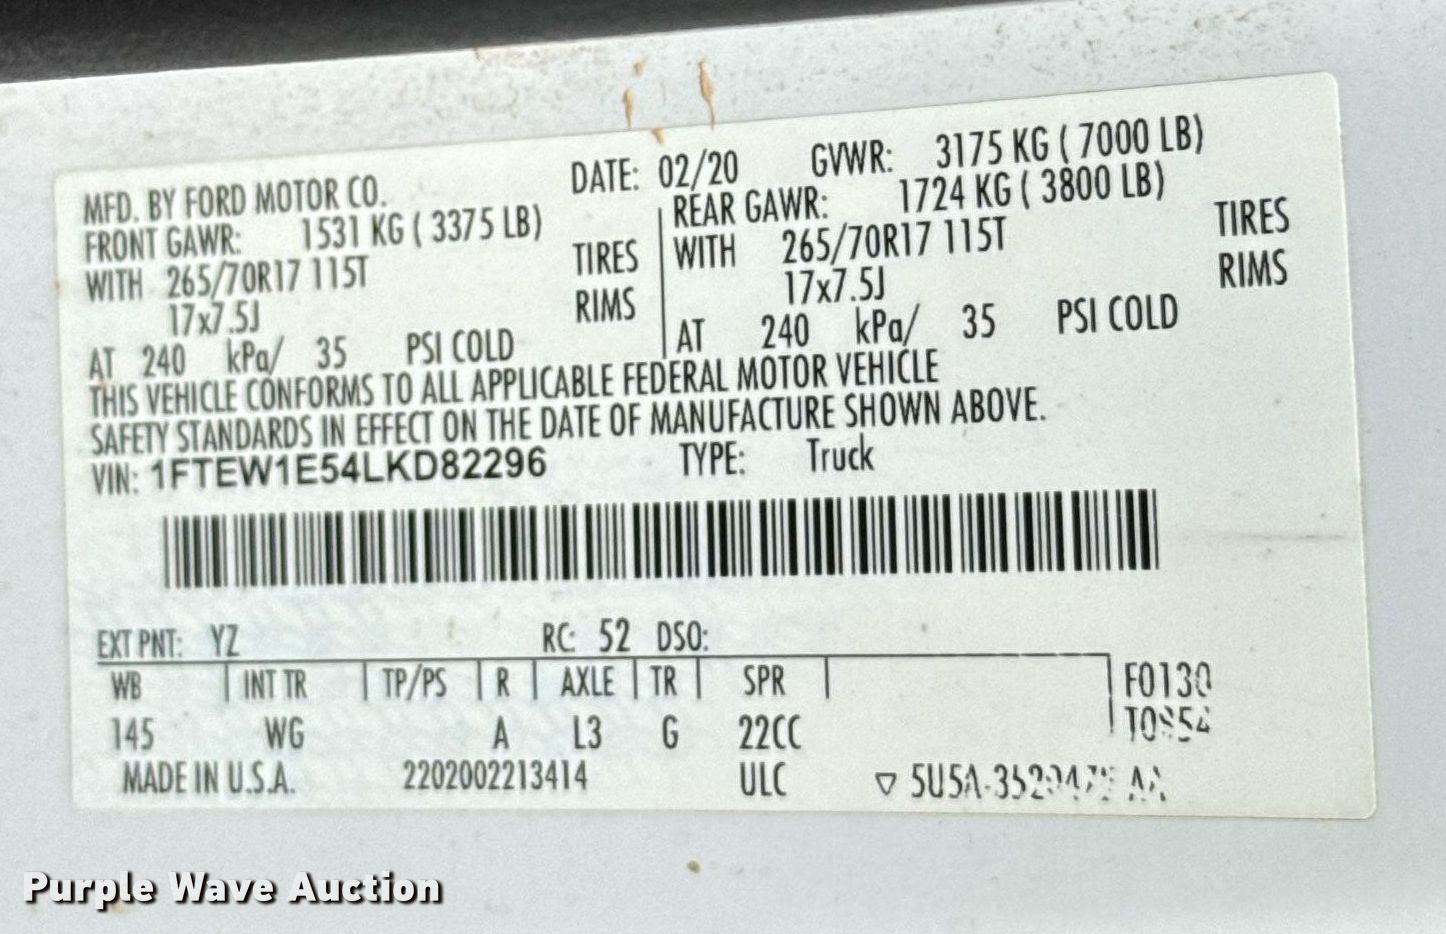 MFD. BY FORD MOTOR CO. DATE: 02/20 GVWR: 3175 KG ( 7000 LB)
FRONT GAWR: 1531 KG ( 3375 LB) REAR GAWR: 1724 KG ( 3800 LB)
WITH 265/70R17 115T TIRES WITH 265/70R17 115T TIRES
17x7.5J RIMS 17x7.5J RIMS
AT 240 kPa/ 35 PSI COLD AT 240 kPa/ 35 PSI COLD
THIS VEHICLE CONFORMS TO ALL APPLICABLE FEDERAL MOTOR VEHICLE
SAFETY STANDARDS IN EFFECT ON THE DATE OF MANUFACTURE SHOWN ABOVE.
VIN: 1FTEW1E54LKD82296 TYPE: Truck
EXT PNT: YZ RC: 52 DSO:
WB INT TR TP/PS R AXLE TR SPR F0130
145 WG A L3 G 22CC
MADE IN U.S.A. 2202002213414 ULC
Purple Wave Auction